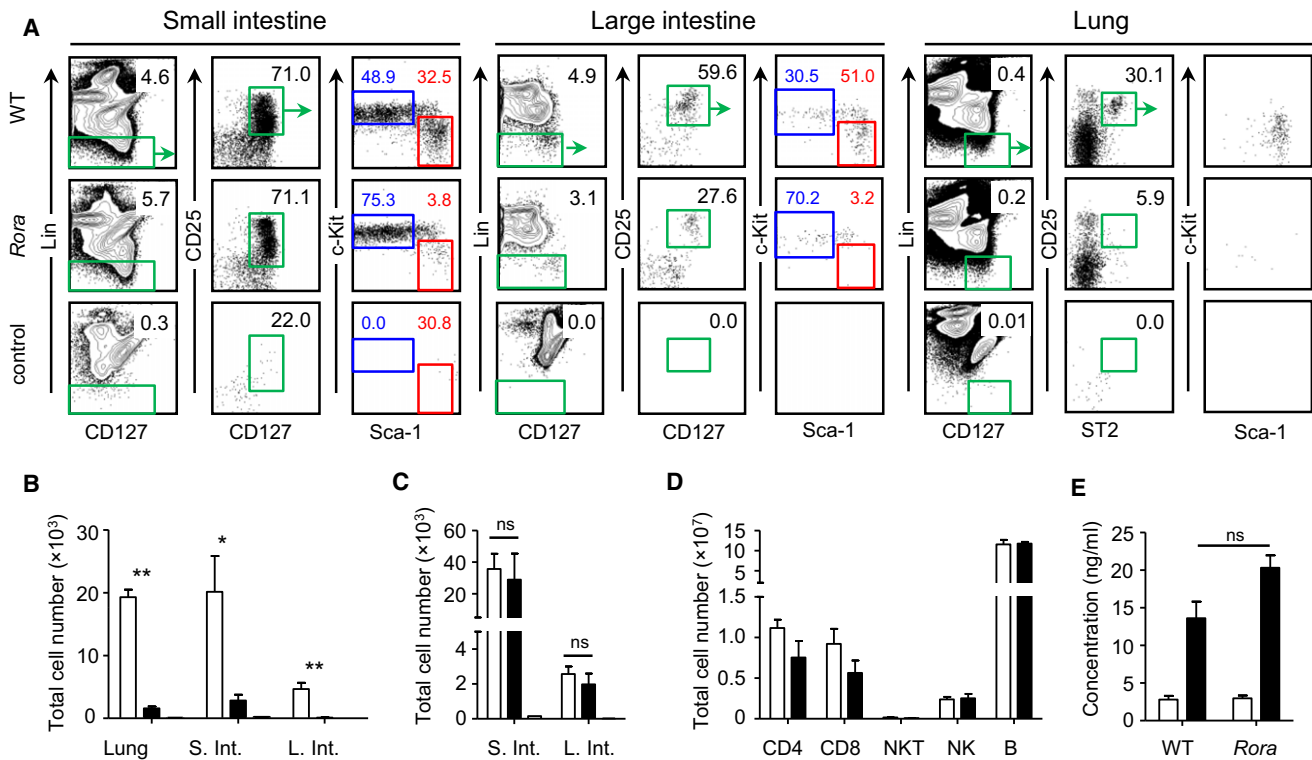 A
Small intestine
Large intestine
Lung
WT
Lin
4.6
CD25
71.0
c-Kit
48.9 32.5
Lin
4.9
CD25
59.6
c-Kit
30.5 51.0
Lin
0.4
CD25
30.1
c-Kit
Rora
5.7
71.1
75.3 3.8
3.1
27.6
70.2 3.2
0.2
5.9
control
0.3
22.0
0.0 30.8
0.0
0.0
0.01
0.0
CD127 CD127 Sca-1 CD127 CD127 Sca-1 CD127 ST2 Sca-1
B
Total cell number (×10³)
30
20
10
0
** * **
Lung S. Int. L. Int.
C
Total cell number (×10³)
60
40
20
4
2
0
ns
ns
S. Int. L. Int.
D
Total cell number (×10⁷)
15
10
5
1.5
1.0
0.5
0
CD4 CD8 NKT NK B
E
Concentration (ng/ml)
25
20
15
10
5
0
ns
WT Rora